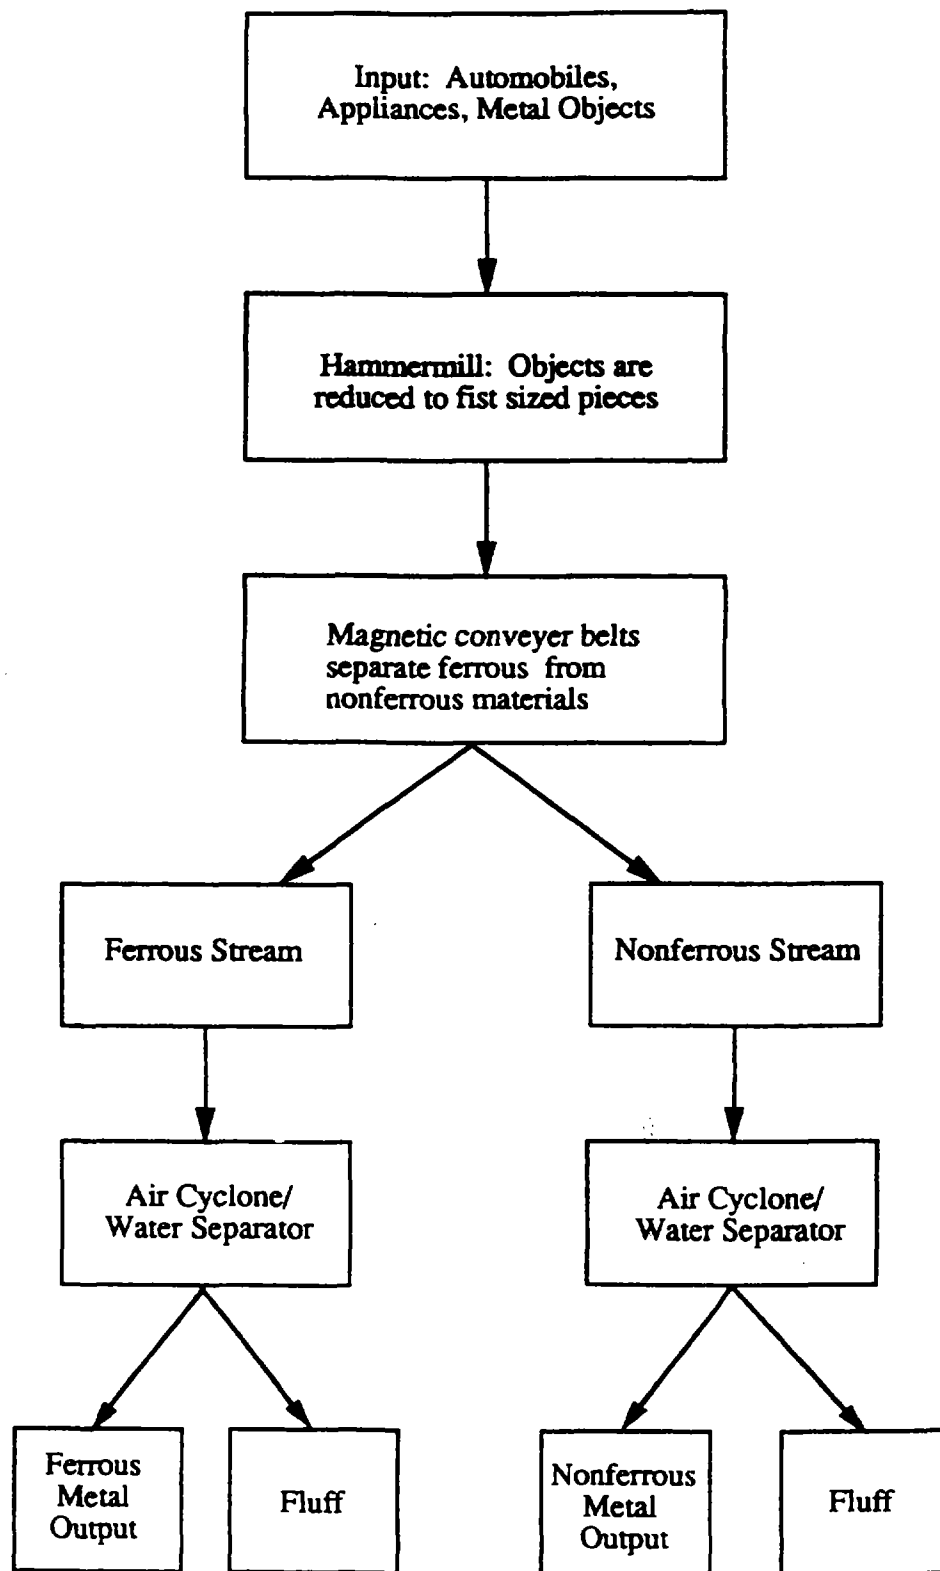 Input: Automobiles,
Appliances, Metal Objects
Hammermill: Objects are
reduced to fist sized pieces
Magnetic conveyer belts
separate ferrous from
nonferrous materials
Ferrous Stream
Nonferrous Stream
Air Cyclone/
Water Separator
Air Cyclone/
Water Separator
Ferrous
Metal
Output
Fluff
Nonferrous
Metal
Output
Fluff